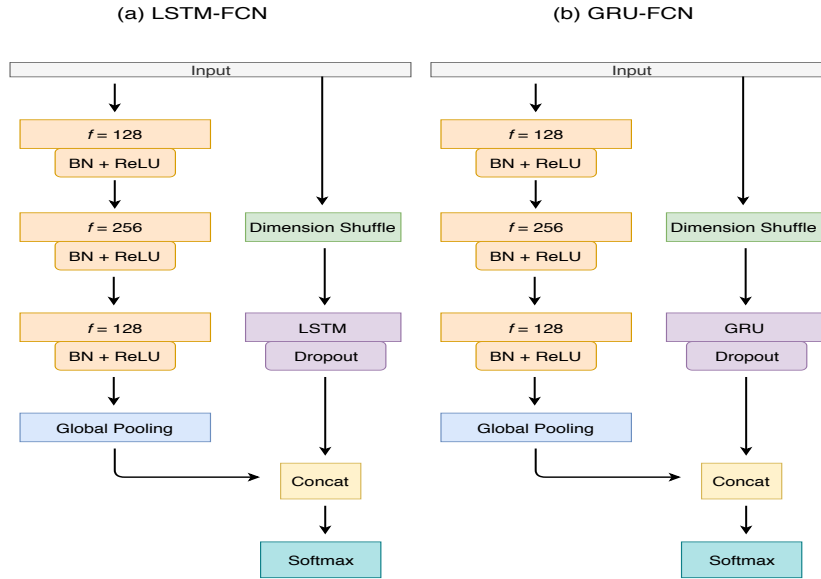 (a) LSTM-FCN
Input
f = 128
BN + ReLU
f = 256
BN + ReLU
Dimension Shuffle
f = 128
BN + ReLU
LSTM
Dropout
Global Pooling
Concat
Softmax
(b) GRU-FCN
Input
f = 128
BN + ReLU
f = 256
BN + ReLU
Dimension Shuffle
f = 128
BN + ReLU
GRU
Dropout
Global Pooling
Concat
Softmax